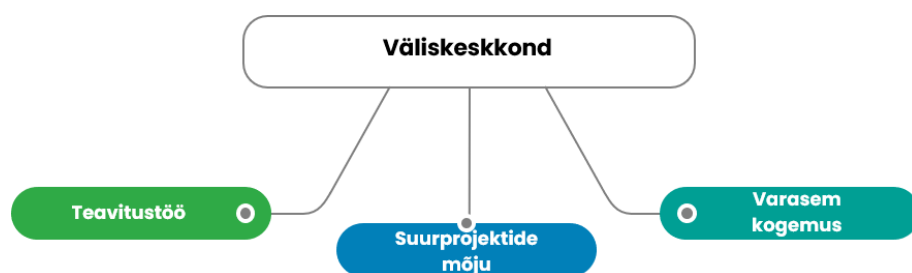 Väliskeskkond
Teavitustöö
Suurprojektide
mõju
Varasem
kogemus